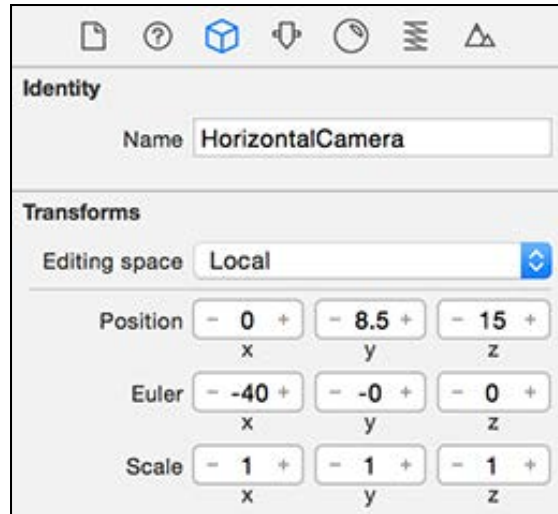 Identity
Name HorizontalCamera
Transforms
Editing space Local
Position - 0 + - 8.5 + - 15 +
x y z
Euler - -40 + - -0 + - 0 +
x y z
Scale - 1 + - 1 + - 1 +
x y z